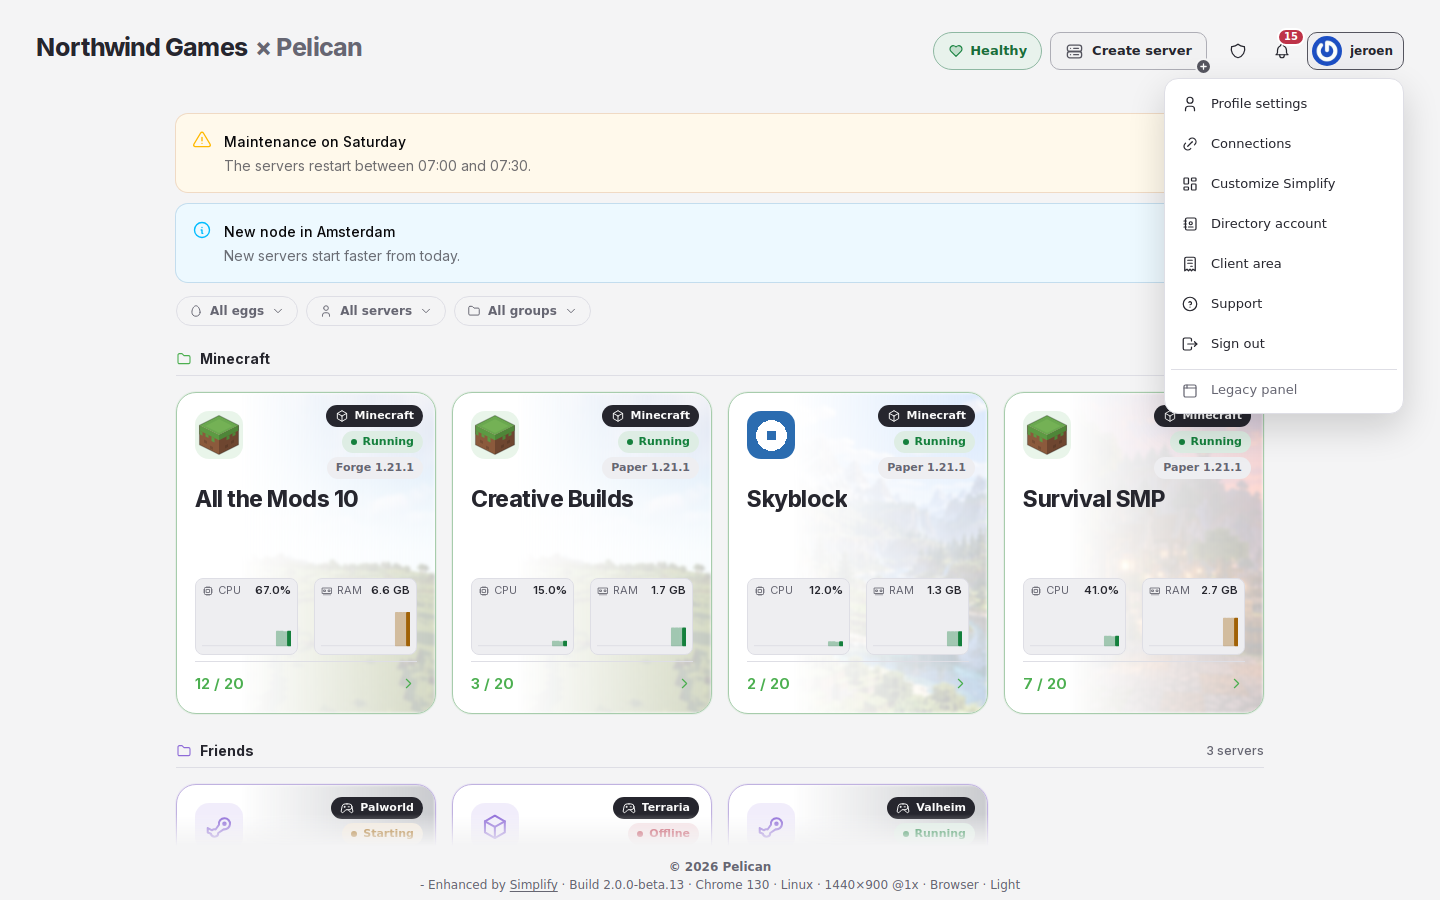 Northwind Games × Pelican
Healthy
Create server
15
jeroen
Profile settings
Connections
Customize Simplify
Directory account
Client area
Support
Sign out
Legacy panel
Maintenance on Saturday
The servers restart between 07:00 and 07:30.
New node in Amsterdam
New servers start faster from today.
All eggs
All servers
All groups
Minecraft
Minecraft
Running
Forge 1.21.1
All the Mods 10
CPU 67.0%
RAM 6.6 GB
12 / 20
Minecraft
Running
Paper 1.21.1
Creative Builds
CPU 15.0%
RAM 1.7 GB
3 / 20
Minecraft
Running
Paper 1.21.1
Skyblock
CPU 12.0%
RAM 1.3 GB
2 / 20
Minecraft
Running
Paper 1.21.1
Survival SMP
CPU 41.0%
RAM 2.7 GB
7 / 20
Friends
3 servers
Palworld
Starting
Terraria
Offline
Valheim
Running
© 2026 Pelican
- Enhanced by Simplify · Build 2.0.0-beta.13 · Chrome 130 · Linux · 1440×900 @1x · Browser · Light